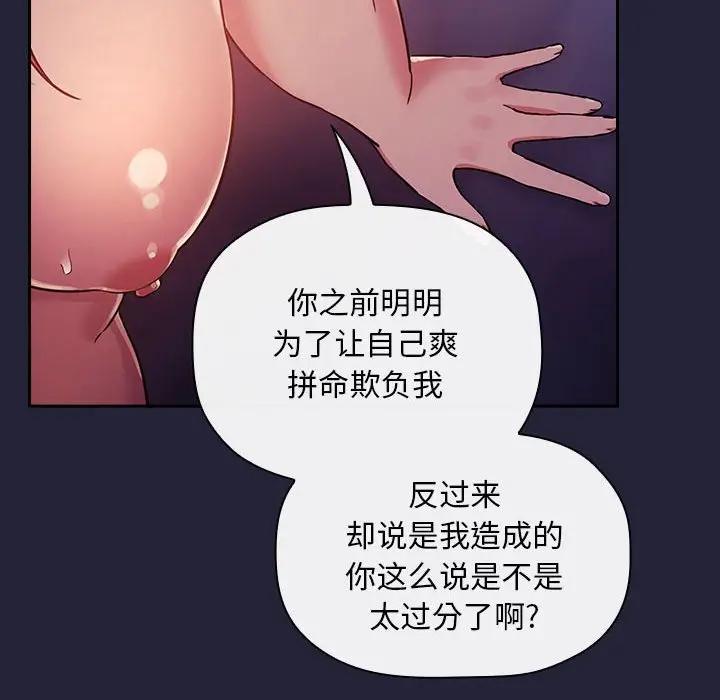 你之前明明
为了让自己爽
拼命欺负我
反过来
却说是我造成的
你这么说是不是
太过分了啊?